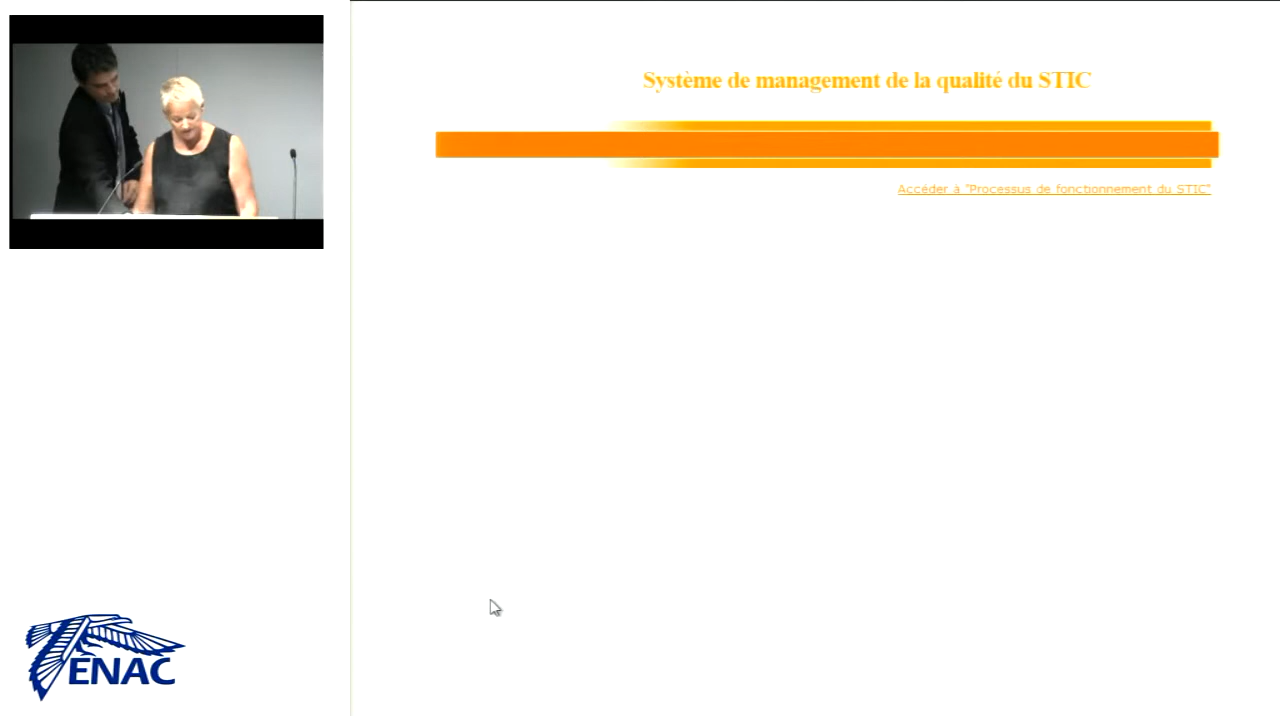 Système de management de la qualité du STIC
Accéder à "Processus de fonctionnement du STIC"
ENAC